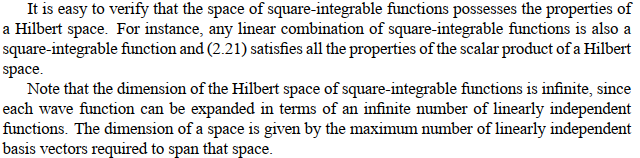 It is easy to verify that the space of square-integrable functions possesses the properties of
a Hilbert space. For instance, any linear combination of square-integrable functions is also a
square-integrable function and (2.21) satisfies all the properties of the scalar product of a Hilbert
space.
Note that the dimension of the Hilbert space of square-integrable functions is infinite, since
each wave function can be expanded in terms of an infinite number of linearly independent
functions. The dimension of a space is given by the maximum number of linearly independent
basis vectors required to span that space.